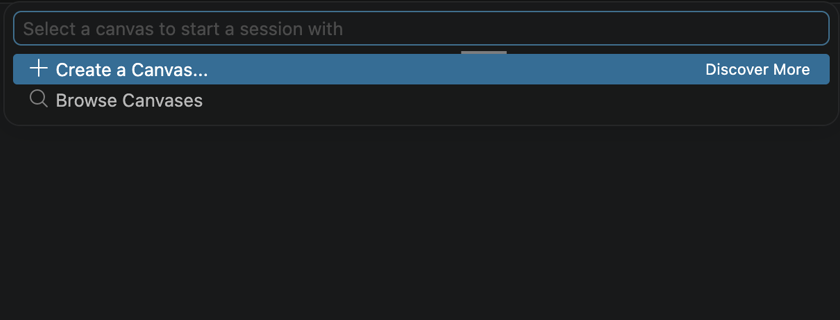 Select a canvas to start a session with
Create a Canvas... Discover More
Browse Canvases